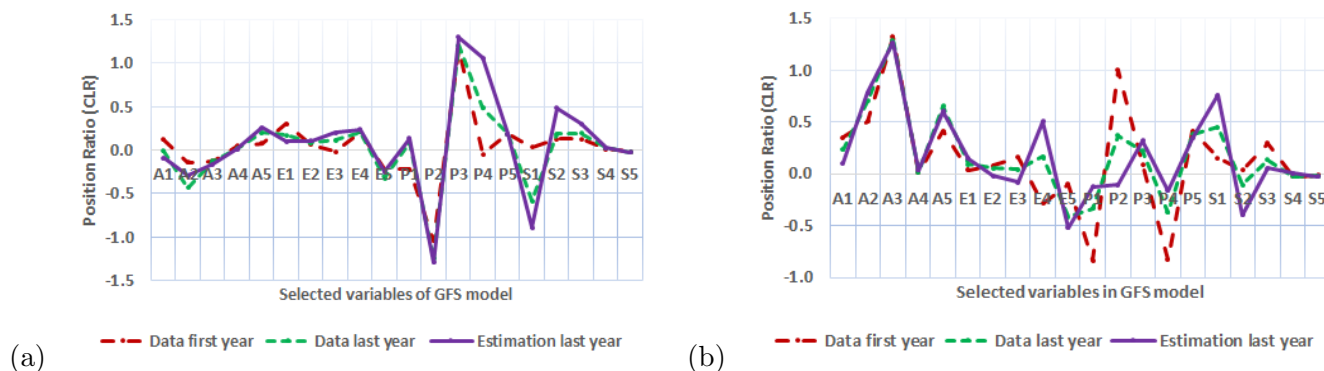 1.5
1.0
0.5
0.0
-0.5
-1.0
-1.5
Position Ratio (CLR)
A1 A2 A3 A4 A5 E1 E2 E3 E4 E5 P1 P2 P3 P4 P5 S1 S2 S3 S4 S5
Selected variables of GFS model
Data first year Data last year Estimation last year
(a)
1.5
1.0
0.5
0.0
-0.5
-1.0
Position Ratio (CLR)
A1 A2 A3 A4 A5 E1 E2 E3 E4 E5 P1 P2 P3 P4 P5 S1 S2 S3 S4 S5
Selected variables in GFS model
Data first year Data last year Estimation last year
(b)